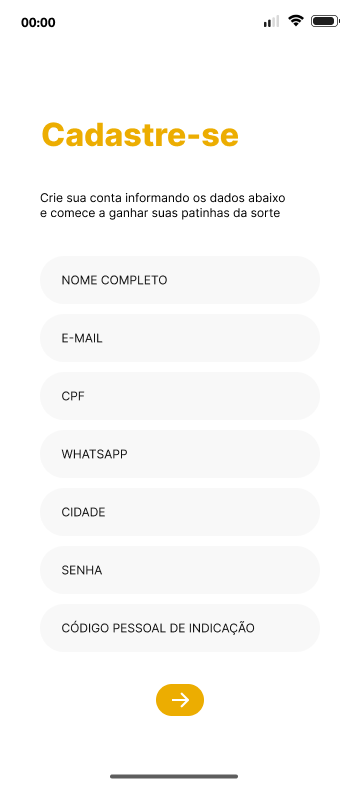 00:00
Cadastre-se
Crie sua conta informando os dados abaixo
e comece a ganhar suas patinhas da sorte
NOME COMPLETO
E-MAIL
CPF
WHATSAPP
CIDADE
SENHA
CÓDIGO PESSOAL DE INDICAÇÃO